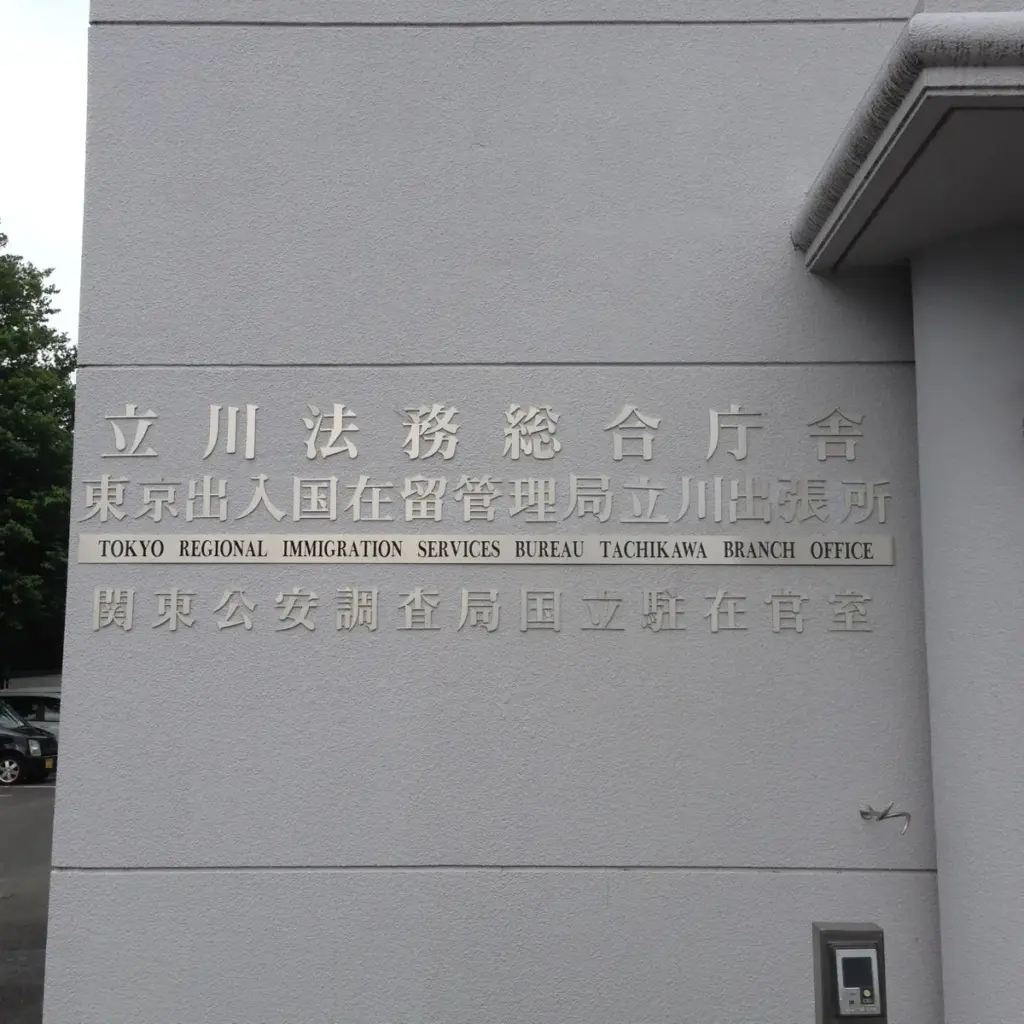 立川法務総合庁舎
東京出入国在留管理局立川出張所
TOKYO REGIONAL IMMIGRATION SERVICES BUREAU TACHIKAWA BRANCH OFFICE
関東公安調査局国立駐在官室